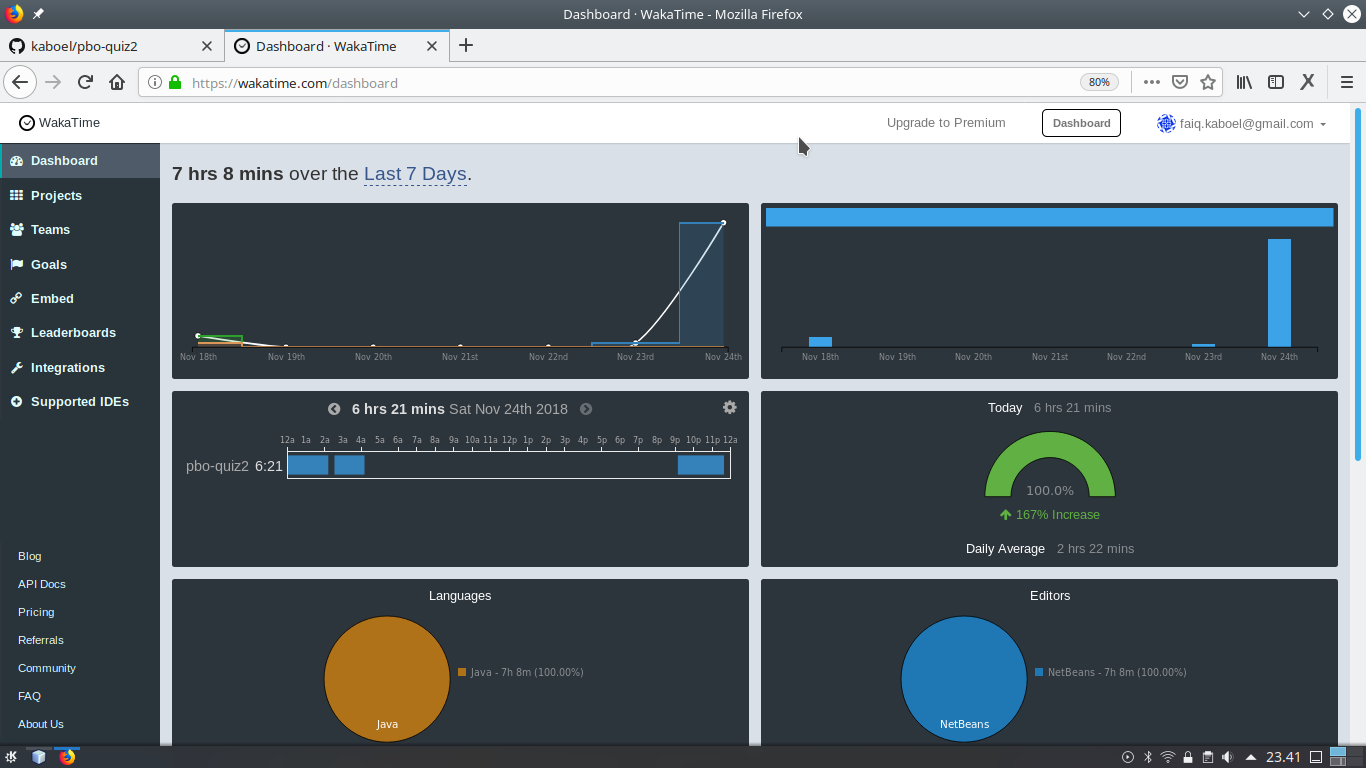 Dashboard · WakaTime - Mozilla Firefox
kaboel/pbo-quiz2
Dashboard · WakaTime
https://wakatime.com/dashboard
80%
WakaTime
Upgrade to Premium
Dashboard
faiq.kaboel@gmail.com
Dashboard
Projects
Teams
Goals
Embed
Leaderboards
Integrations
Supported IDEs
Blog
API Docs
Pricing
Referrals
Community
FAQ
About Us
7 hrs 8 mins over the Last 7 Days.
Nov 18th Nov 19th Nov 20th Nov 21st Nov 22nd Nov 23rd Nov 24th
Nov 18th Nov 19th Nov 20th Nov 21st Nov 22nd Nov 23rd Nov 24th
6 hrs 21 mins Sat Nov 24th 2018
12a 1a 2a 3a 4a 5a 6a 7a 8a 9a 10a 11a 12p 1p 2p 3p 4p 5p 6p 7p 8p 9p 10p 11p 12a
pbo-quiz2 6:21
Today 6 hrs 21 mins
100.0%
167% Increase
Daily Average 2 hrs 22 mins
Languages
Java - 7h 8m (100.00%)
Java
Editors
NetBeans - 7h 8m (100.00%)
NetBeans
23.41